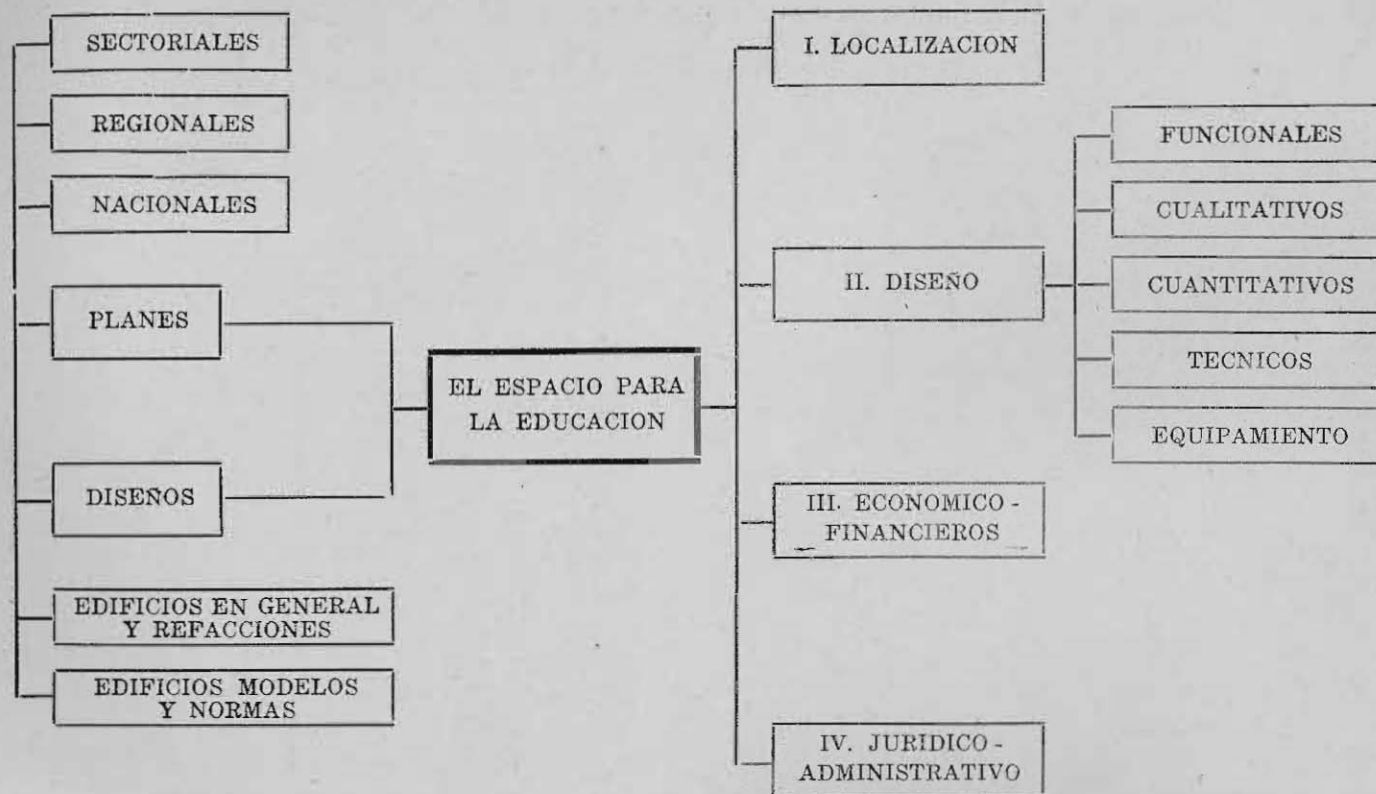 SECTORIALES
REGIONALES
NACIONALES
PLANES
DISEÑOS
EDIFICIOS EN GENERAL
Y REFACCIONES
EDIFICIOS MODELOS
Y NORMAS
EL ESPACIO PARA
LA EDUCACION
I. LOCALIZACION
II. DISEÑO
III. ECONOMICO -
FINANCIEROS
IV. JURIDICO -
ADMINISTRATIVO
FUNCIONALES
CUALITATIVOS
CUANTITATIVOS
TECNICOS
EQUIPAMIENTO